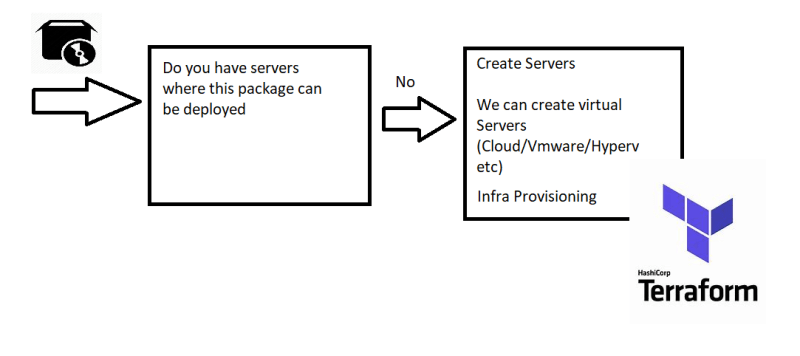 Do you have servers
where this package can
be deployed
No
Create Servers
We can create virtual
Servers
(Cloud/Vmware/Hyperv
etc)
Infra Provisioning
HashiCorp
Terraform